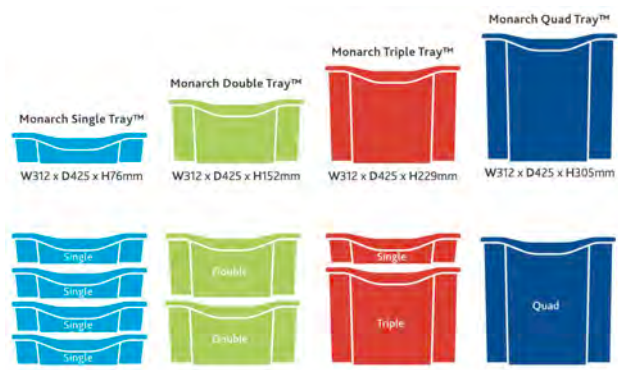 Monarch Quad Tray™
Monarch Triple Tray™
Monarch Double Tray™
Monarch Single Tray™
W312 x D425 x H76mm
W312 x D425 x H152mm
W312 x D425 x H229mm
W312 x D425 x H305mm
Single
Single
Single
Single
Double
Double
Single
Triple
Quad